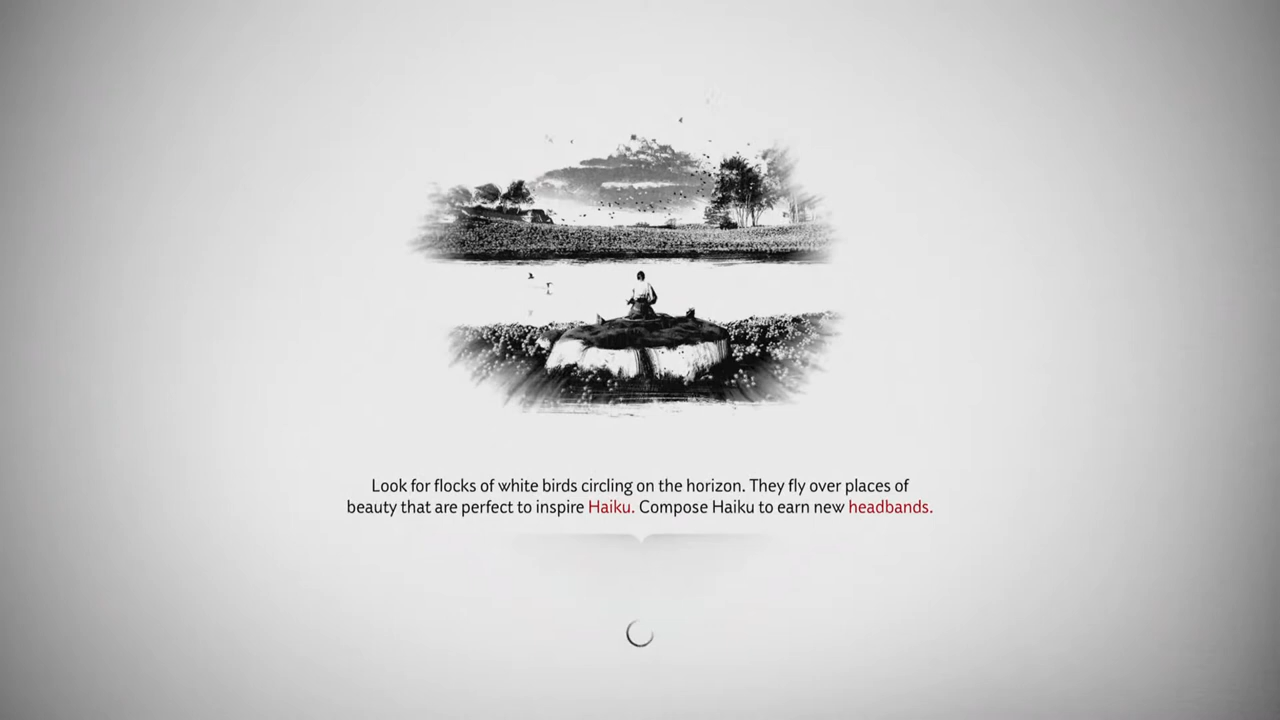 Look for flocks of white birds circling on the horizon. They fly over places of
beauty that are perfect to inspire Haiku. Compose Haiku to earn new headbands.